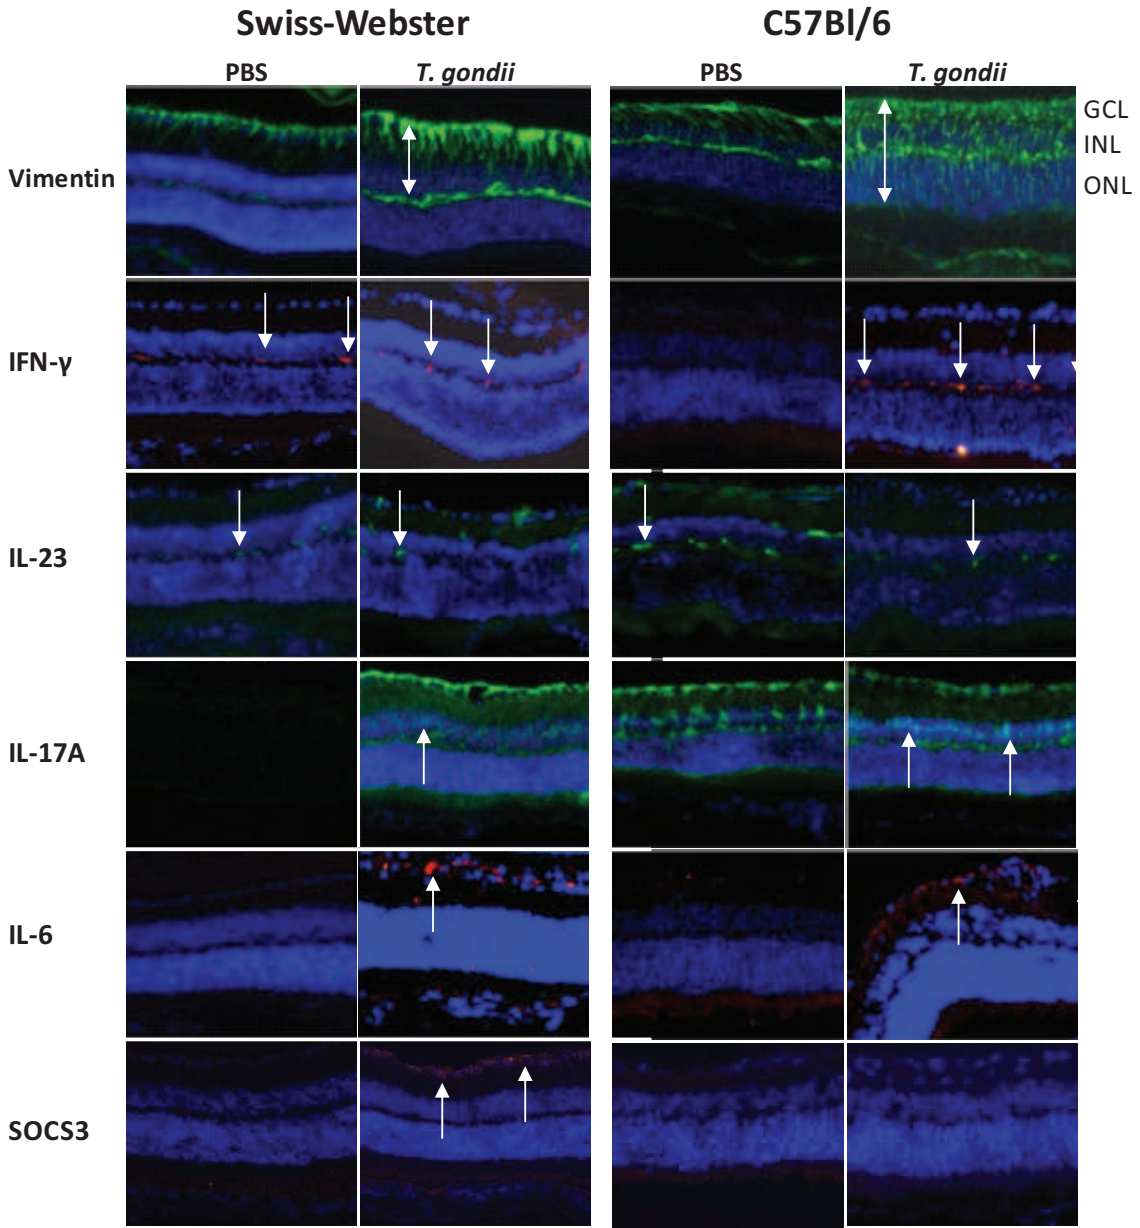 Swiss-Webster C57Bl/6
PBS T. gondii PBS T. gondii
Vimentin
GCL
INL
ONL
IFN-γ
IL-23
IL-17A
IL-6
SOCS3